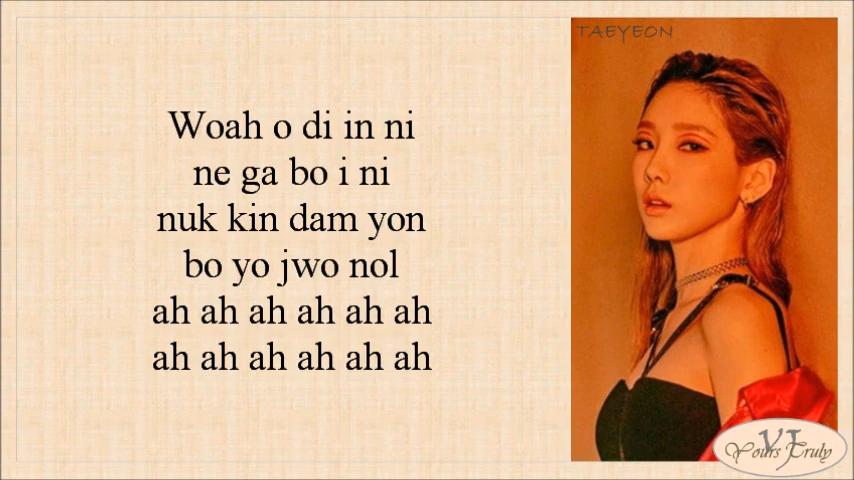 TAEYEON
Woah o di in ni
ne ga bo i ni
nuk kin dam yon
bo yo jwo nol
ah ah ah ah ah ah
ah ah ah ah ah ah
YJ
Yours Truly